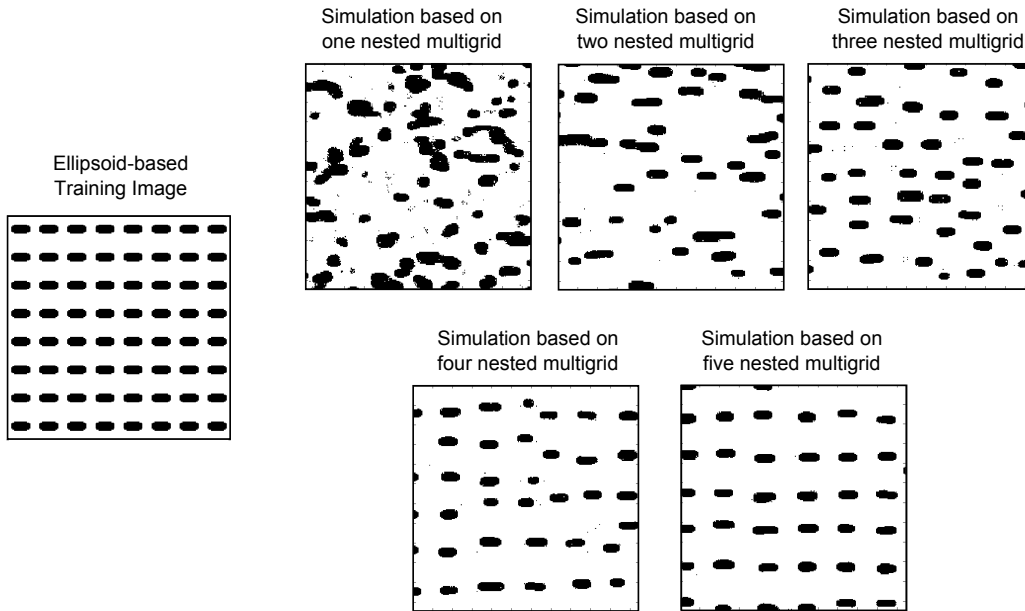 Ellipsoid-based
Training Image
Simulation based on
one nested multigrid
Simulation based on
two nested multigrid
Simulation based on
three nested multigrid
Simulation based on
four nested multigrid
Simulation based on
five nested multigrid